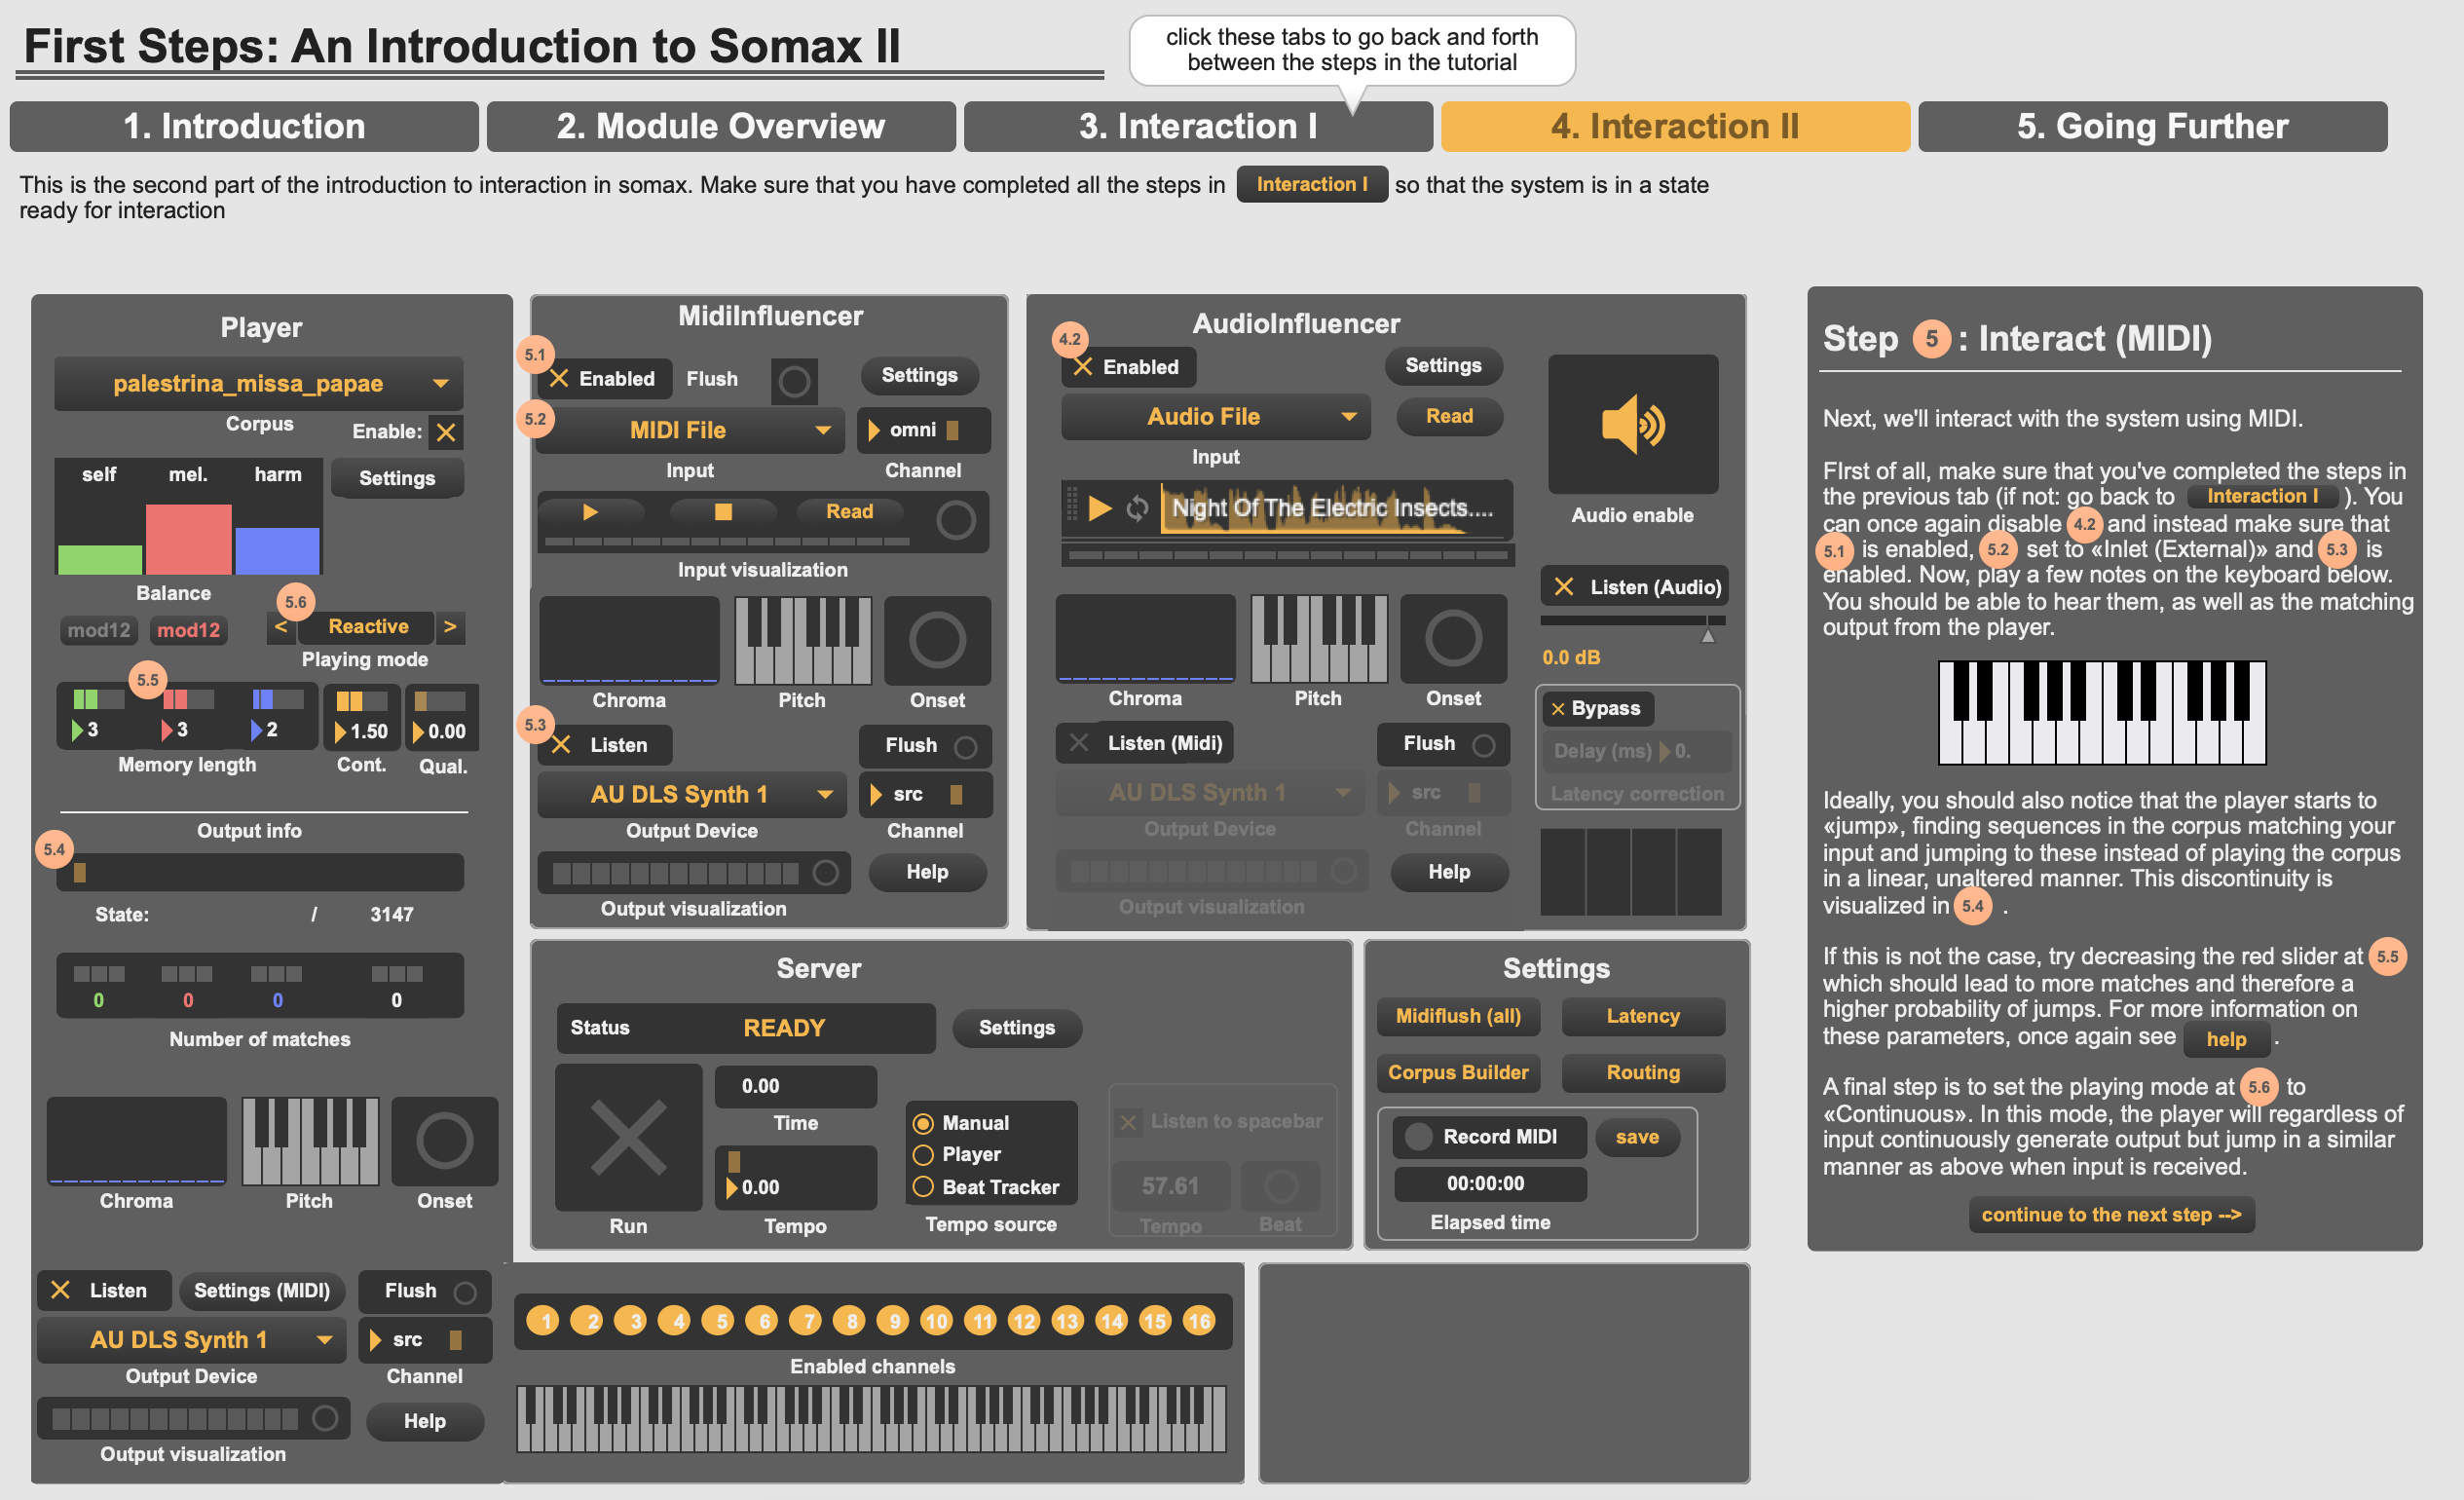 First Steps: An Introduction to Somax II
click these tabs to go back and forth
between the steps in the tutorial
1. Introduction
2. Module Overview
3. Interaction I
4. Interaction II
5. Going Further
This is the second part of the introduction to interaction in somax. Make sure that you have completed all the steps in Interaction I so that the system is in a state
ready for interaction
Player
palestrina_missa_papae
Corpus
Enable:
self mel. harm
Settings
Balance
5.6
mod12 mod12
< Reactive >
Playing mode
5.5
3 3 2
1.50
0.00
Memory length
Cont.
Qual.
Output info
5.4
State: / 3147
0 0 0 0
Number of matches
Chroma
Pitch
Onset
Listen
Settings (MIDI)
Flush
AU DLS Synth 1
src
Output Device
Channel
Help
Output visualization
MidiInfluencer
5.1
Enabled
Flush
Settings
5.2
MIDI File
omni
Input
Channel
Read
Input visualization
Chroma
Pitch
Onset
5.3
Listen
Flush
AU DLS Synth 1
src
Output Device
Channel
Help
Output visualization
AudioInfluencer
4.2
Enabled
Settings
Audio File
Read
Input
Night Of The Electric Insects....
Audio enable
Listen (Audio)
0.0 dB
Chroma
Pitch
Onset
Bypass
Listen (Midi)
Flush
Delay (ms) 0.
AU DLS Synth 1
src
Latency correction
Output Device
Channel
Help
Output visualization
Server
Status READY
Settings
0.00
Time
0.00
Run
Tempo
Manual
Player
Beat Tracker
Tempo source
Listen to spacebar
57.61
Tempo
Beat
Settings
Midiflush (all)
Latency
Corpus Builder
Routing
Record MIDI
save
00:00:00
Elapsed time
1 2 3 4 5 6 7 8 9 10 11 12 13 14 15 16
Enabled channels
Step 5 : Interact (MIDI)
Next, we'll interact with the system using MIDI.
FIrst of all, make sure that you've completed the steps in
the previous tab (if not: go back to Interaction I ). You
can once again disable 4.2 and instead make sure that
5.1 is enabled, 5.2 set to «Inlet (External)» and 5.3 is
enabled. Now, play a few notes on the keyboard below.
You should be able to hear them, as well as the matching
output from the player.
Ideally, you should also notice that the player starts to
«jump», finding sequences in the corpus matching your
input and jumping to these instead of playing the corpus
in a linear, unaltered manner. This discontinuity is
visualized in 5.4 .
If this is not the case, try decreasing the red slider at 5.5
which should lead to more matches and therefore a
higher probability of jumps. For more information on
these parameters, once again see help .
A final step is to set the playing mode at 5.6 to
«Continuous». In this mode, the player will regardless of
input continuously generate output but jump in a similar
manner as above when input is received.
continue to the next step -->